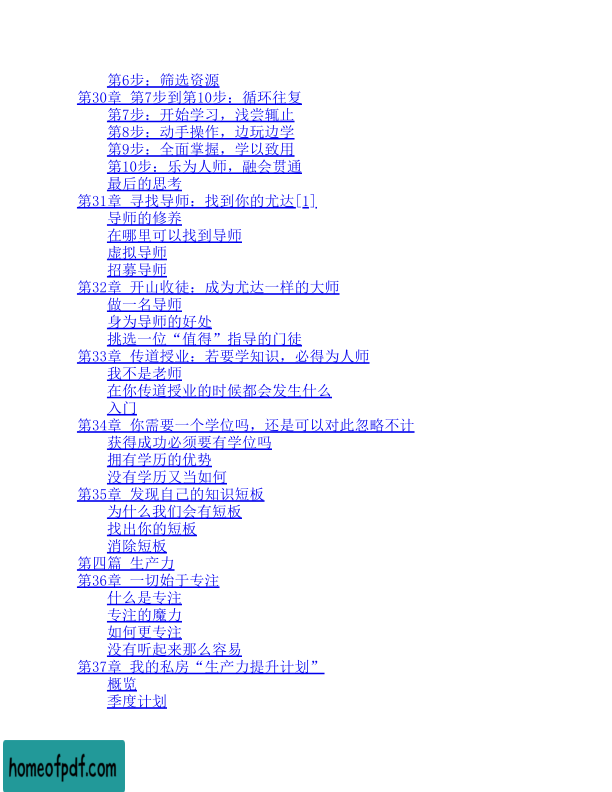 第6步：筛选资源
第30章 第7步到第10步：循环往复
第7步：开始学习，浅尝辄止
第8步：动手操作，边玩边学
第9步：全面掌握，学以致用
第10步：乐为人师，融会贯通
最后的思考
第31章 寻找导师：找到你的尤达[1]
导师的修养
在哪里可以找到导师
虚拟导师
招募导师
第32章 开山收徒：成为尤达一样的大师
做一名导师
身为导师的好处
挑选一位“值得”指导的门徒
第33章 传道授业：若要学知识，必得为人师
我不是老师
在你传道授业的时候都会发生什么
入门
第34章 你需要一个学位吗，还是可以对此忽略不计
获得成功必须要有学位吗
拥有学历的优势
没有学历又当如何
第35章 发现自己的知识短板
为什么我们会有短板
找出你的短板
消除短板
第四篇 生产力
第36章 一切始于专注
什么是专注
专注的魔力
如何更专注
没有听起来那么容易
第37章 我的私房“生产力提升计划”
概览
季度计划
homeofpdf.com